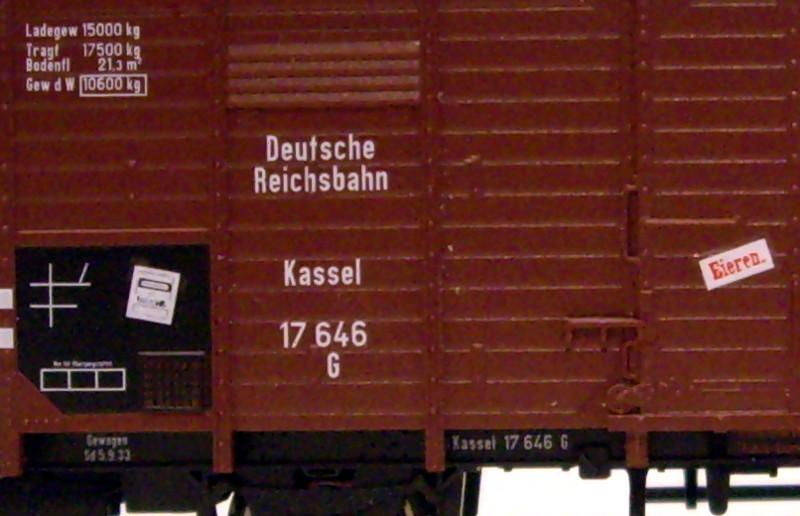 Ladegew 15000 kg
Tragf 17500 kg
Bodenfl 21.3 m²
Gew d W 10600 kg
Deutsche
Reichsbahn
Kassel
17 646
G
Eieren.
Gewogen
Sd 5.9.33
Kassel 17 646 G